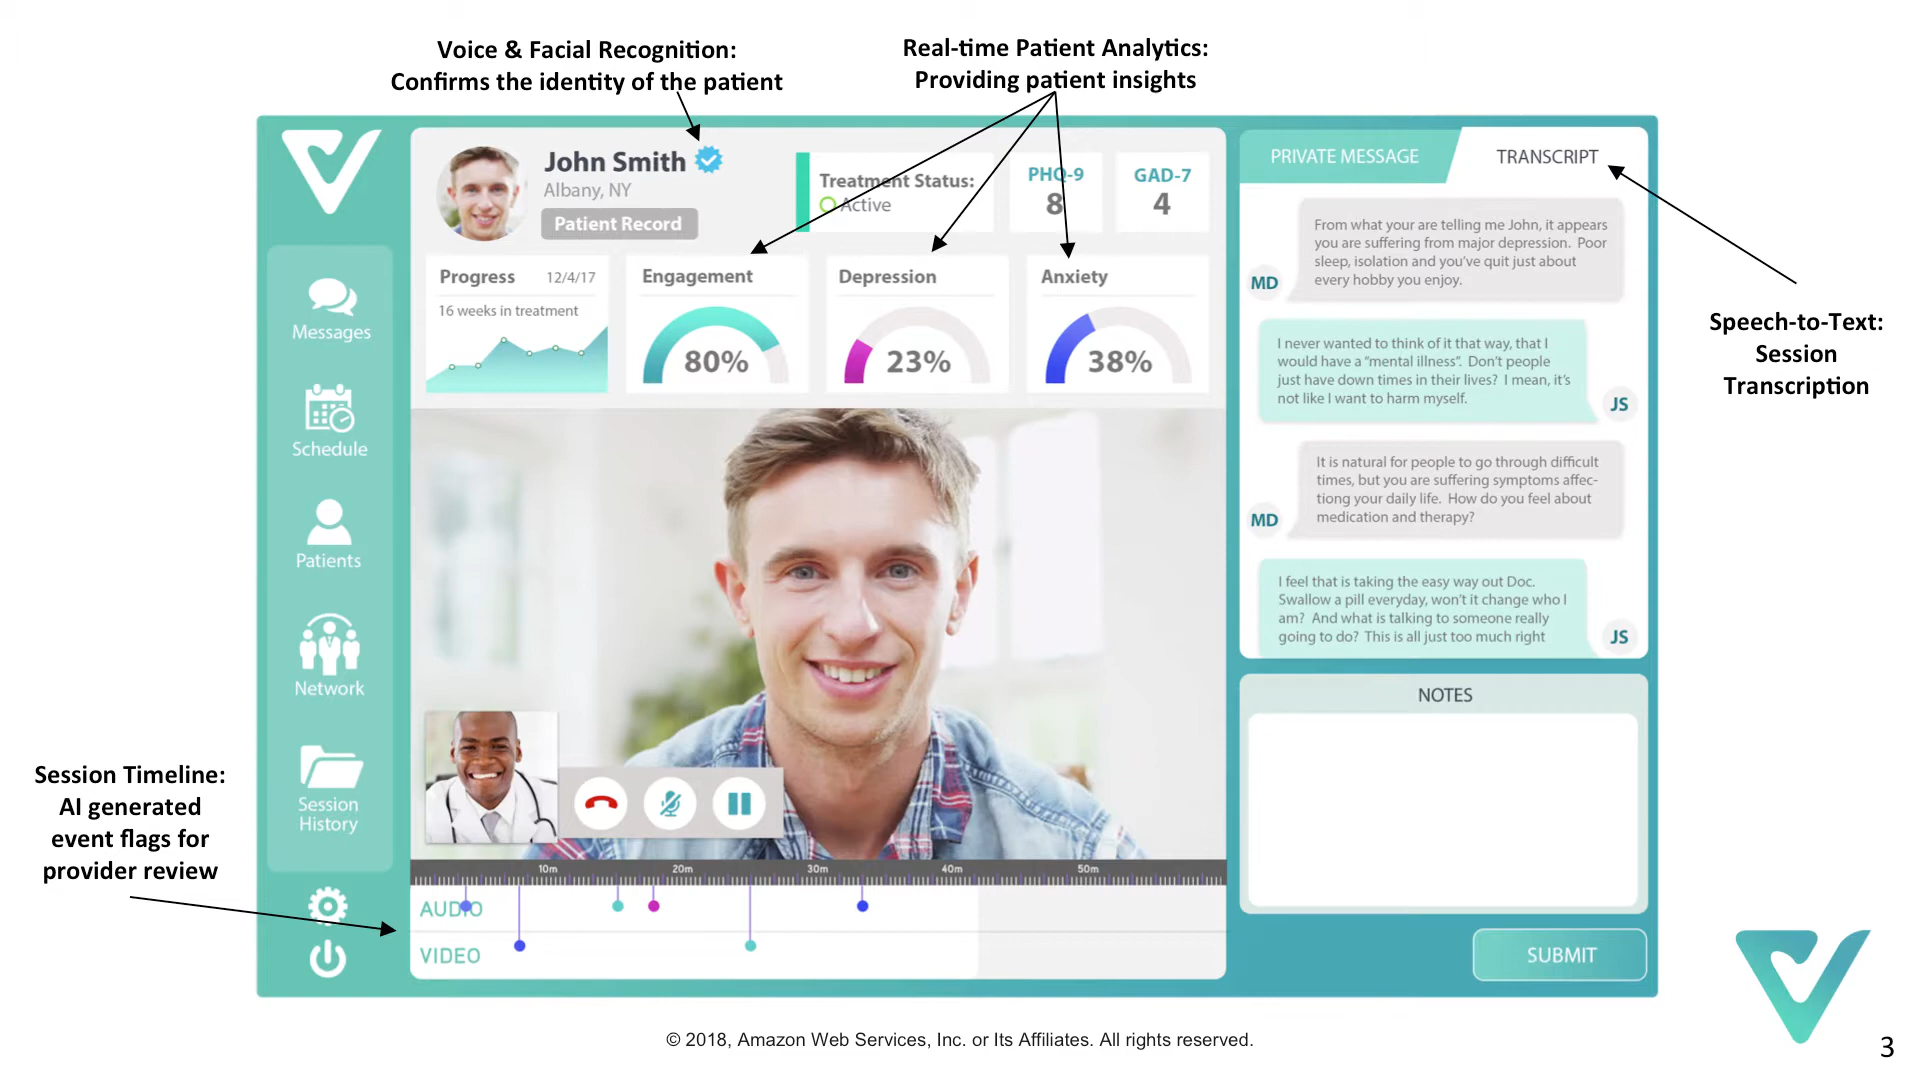 Voice & Facial Recognition:
Confirms the identity of the patient
Real-time Patient Analytics:
Providing patient insights
John Smith
Albany, NY
Patient Record
Treatment Status:
Active
PHQ-9
8
GAD-7
4
Progress 12/4/17
16 weeks in treatment
Engagement
80%
Depression
23%
Anxiety
38%
Messages
Schedule
Patients
Network
Session
History
10m 20m 30m 40m 50m
AUDIO
VIDEO
PRIVATE MESSAGE
TRANSCRIPT
From what your are telling me John, it appears
you are suffering from major depression. Poor
sleep, isolation and you've quit just about
every hobby you enjoy.
MD
I never wanted to think of it that way, that I
would have a "mental illness". Don't people
just have down times in their lives? I mean, it's
not like I want to harm myself.
JS
It is natural for people to go through difficult
times, but you are suffering symptoms affec-
tiong your daily life. How do you feel about
medication and therapy?
MD
I feel that is taking the easy way out Doc.
Swallow a pill everyday, won't it change who I
am? And what is talking to someone really
going to do? This is all just too much right
JS
NOTES
SUBMIT
Speech-to-Text:
Session
Transcription
Session Timeline:
AI generated
event flags for
provider review
© 2018, Amazon Web Services, Inc. or Its Affiliates. All rights reserved.
3